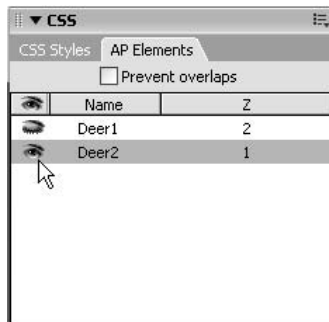 CSS
CSS Styles AP Elements
Prevent overlaps
Name Z
Deer1 2
Deer2 1